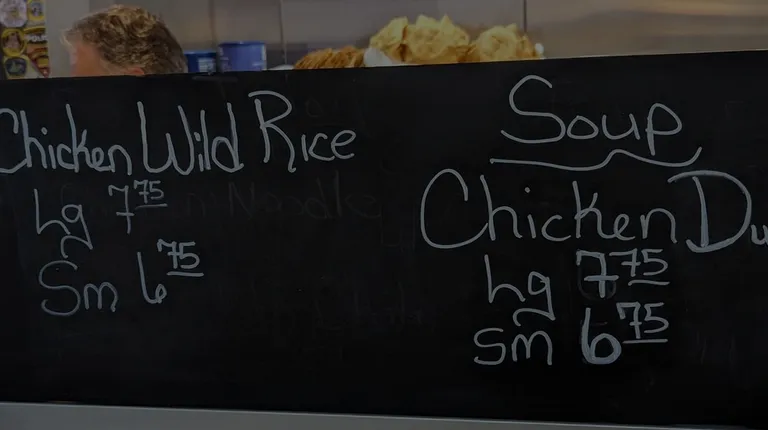 Chicken Wild Rice
Lg 7 75
Sm 6 75
Soup
Chicken Du
Lg 7 75
Sm 6 75